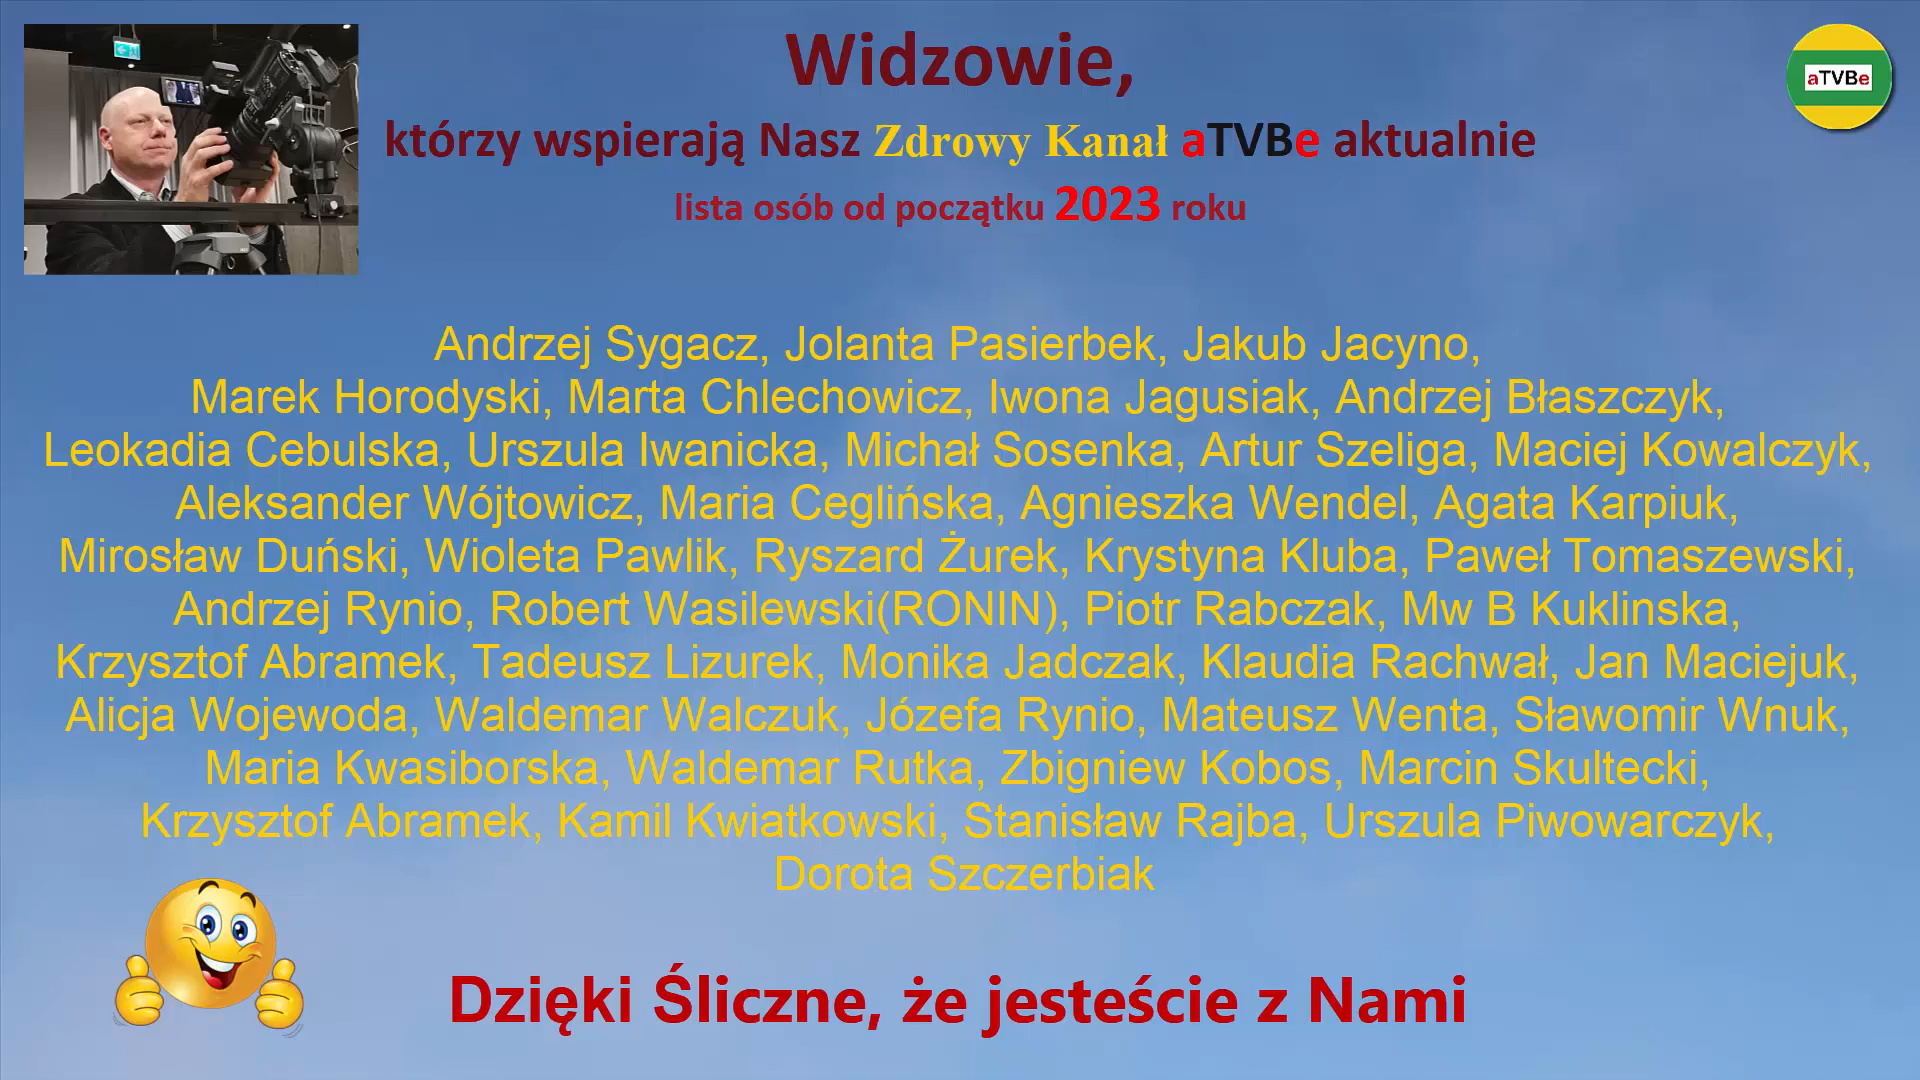 Widzowie,
aTVBe
którzy wspierają Nasz Zdrowy Kanał aTVBe aktualnie
lista osób od początku 2023 roku
Andrzej Sygacz, Jolanta Pasierbek, Jakub Jacyno,
Marek Horodyski, Marta Chlechowicz, Iwona Jagusiak, Andrzej Błaszczyk,
Leokadia Cebulska, Urszula Iwanicka, Michał Sosenka, Artur Szeliga, Maciej Kowalczyk,
Aleksander Wójtowicz, Maria Ceglińska, Agnieszka Wendel, Agata Karpiuk,
Mirosław Duński, Wioleta Pawlik, Ryszard Żurek, Krystyna Kluba, Paweł Tomaszewski,
Andrzej Rynio, Robert Wasilewski(RONIN), Piotr Rabczak, Mw B Kuklinska,
Krzysztof Abramek, Tadeusz Lizurek, Monika Jadczak, Klaudia Rachwał, Jan Maciejuk,
Alicja Wojewoda, Waldemar Walczuk, Józefa Rynio, Mateusz Wenta, Sławomir Wnuk,
Maria Kwasiborska, Waldemar Rutka, Zbigniew Kobos, Marcin Skultecki,
Krzysztof Abramek, Kamil Kwiatkowski, Stanisław Rajba, Urszula Piwowarczyk,
Dorota Szczerbiak
Dzięki Śliczne, że jesteście z Nami